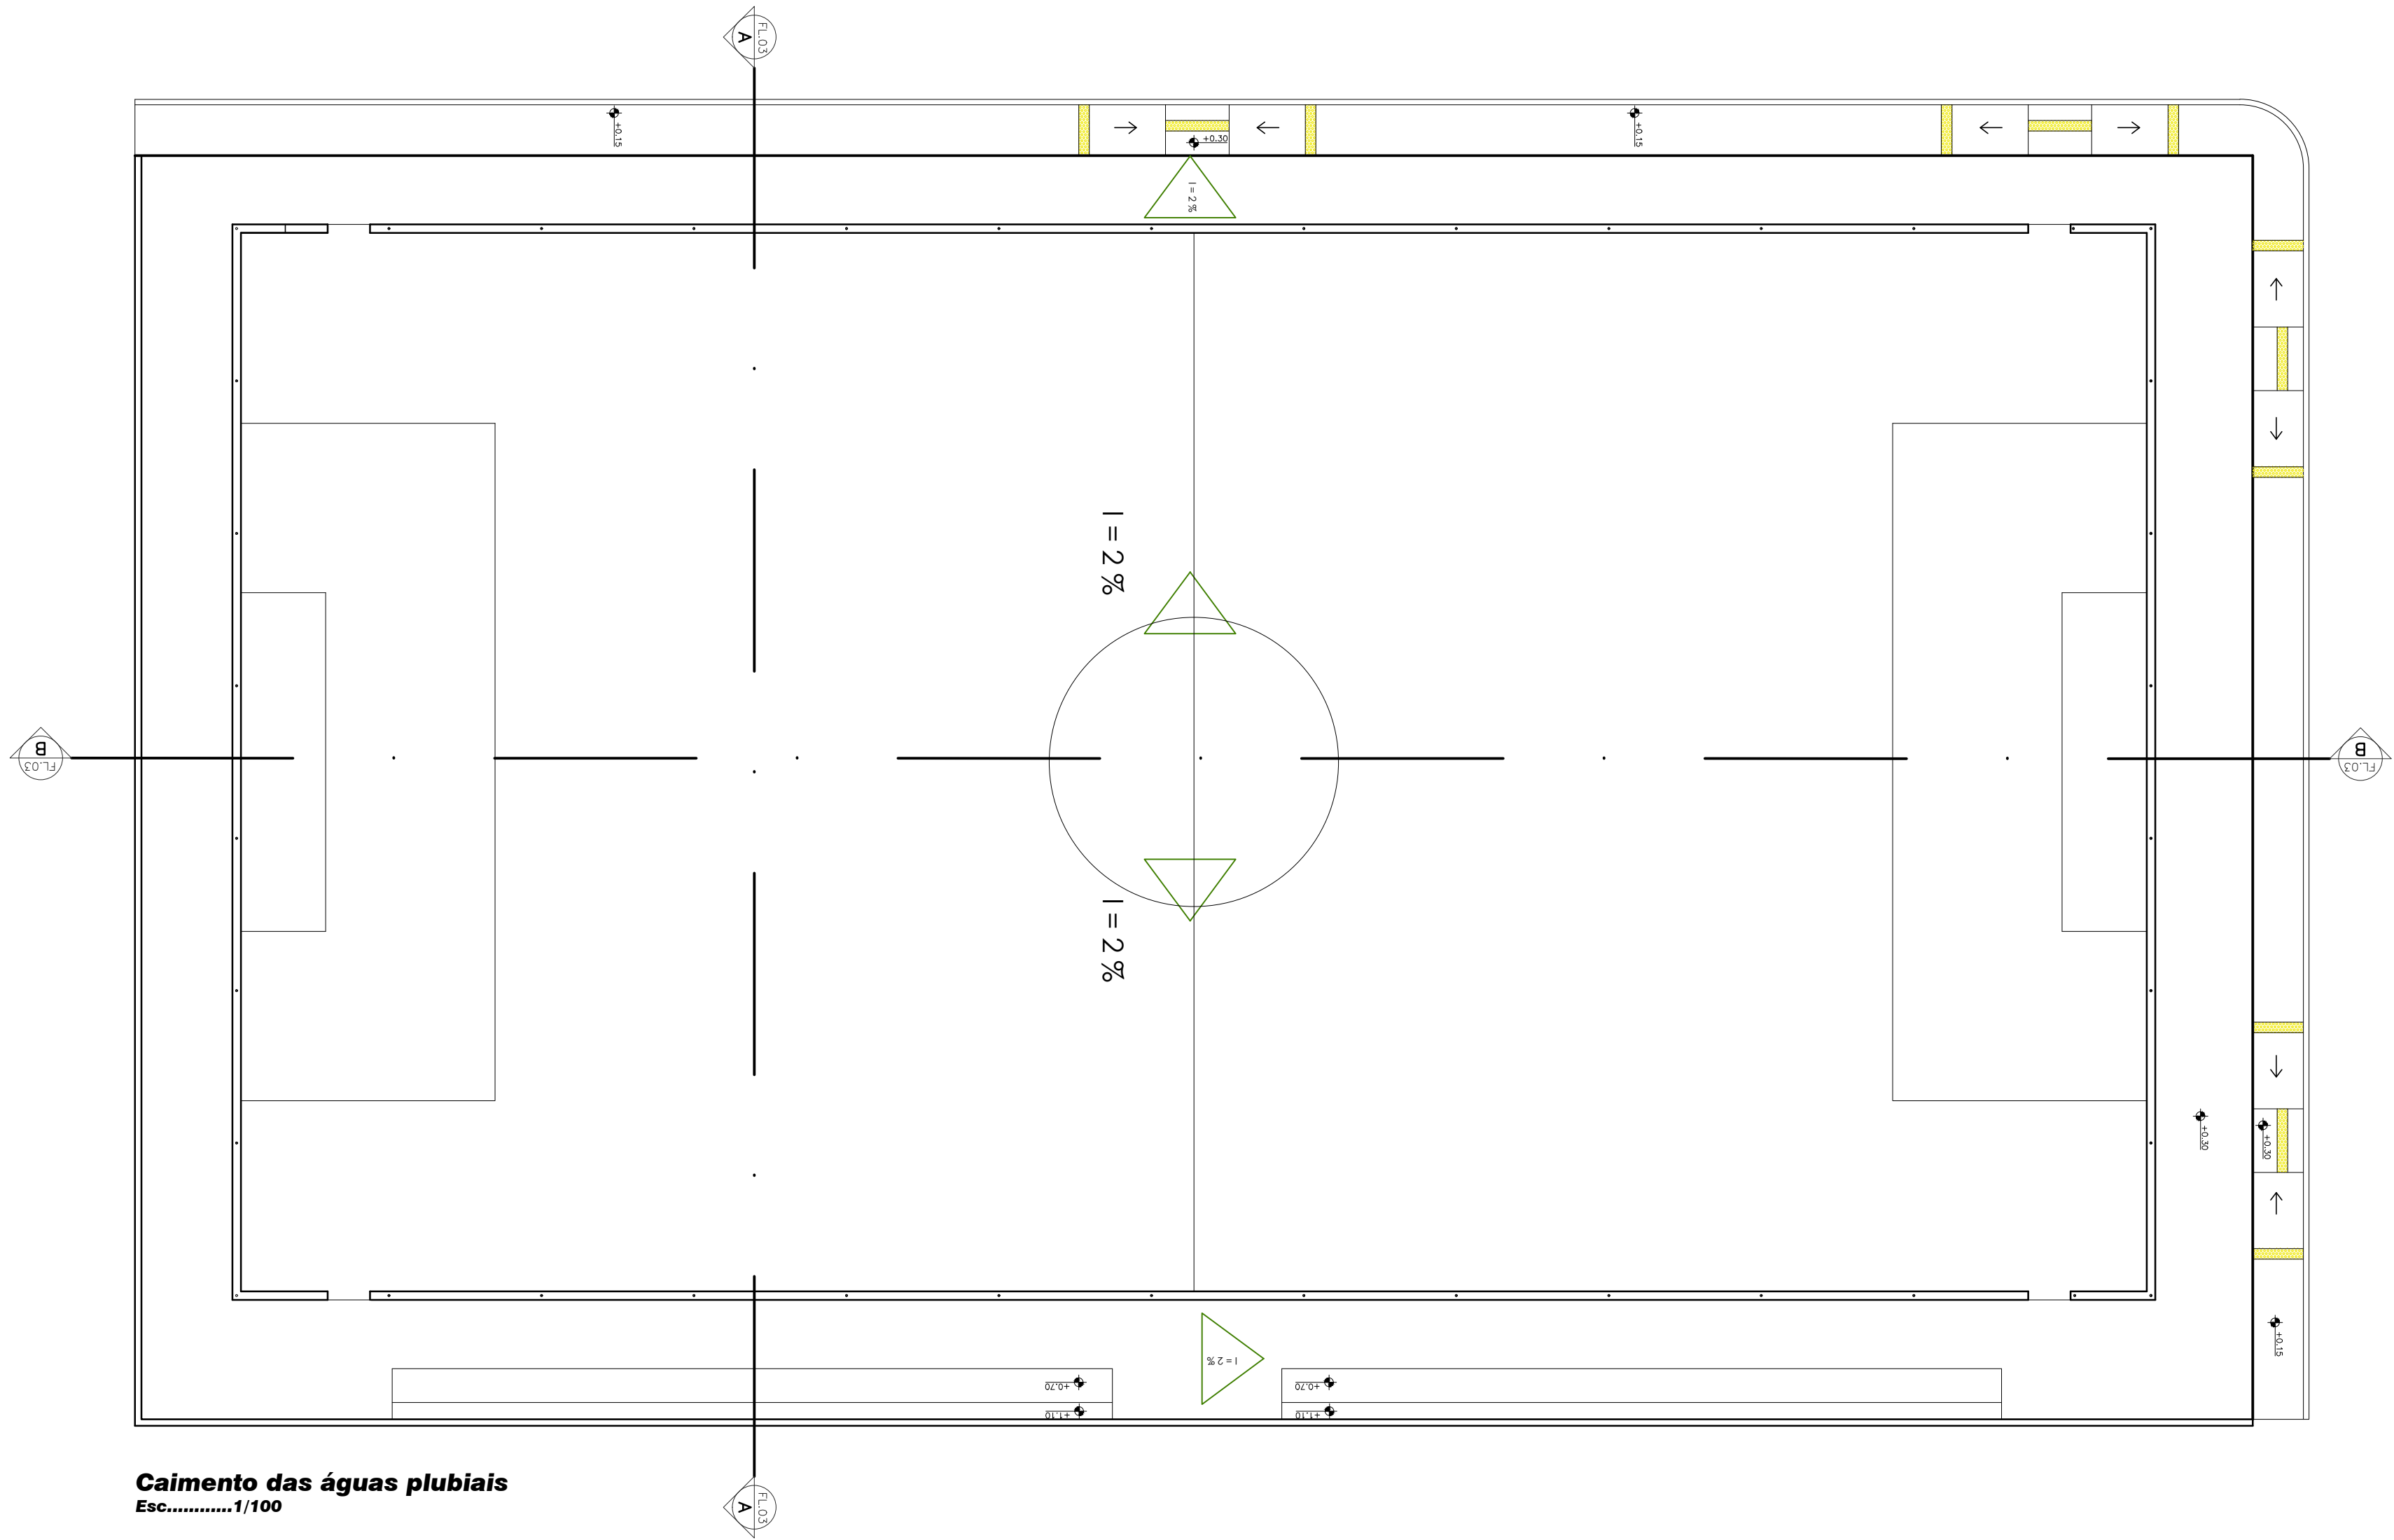 FL.03
A
+0.15
+0.30
+0.15
I = 2 %
I = 2 %
B
FL.03
B
FL.03
I = 2 %
+0.30
+0.30
+0.15
I = 2 %
+0.70
+0.70
+1.10
+1.10
Caimento das águas plubiais
Esc............1/100
A
FL.03